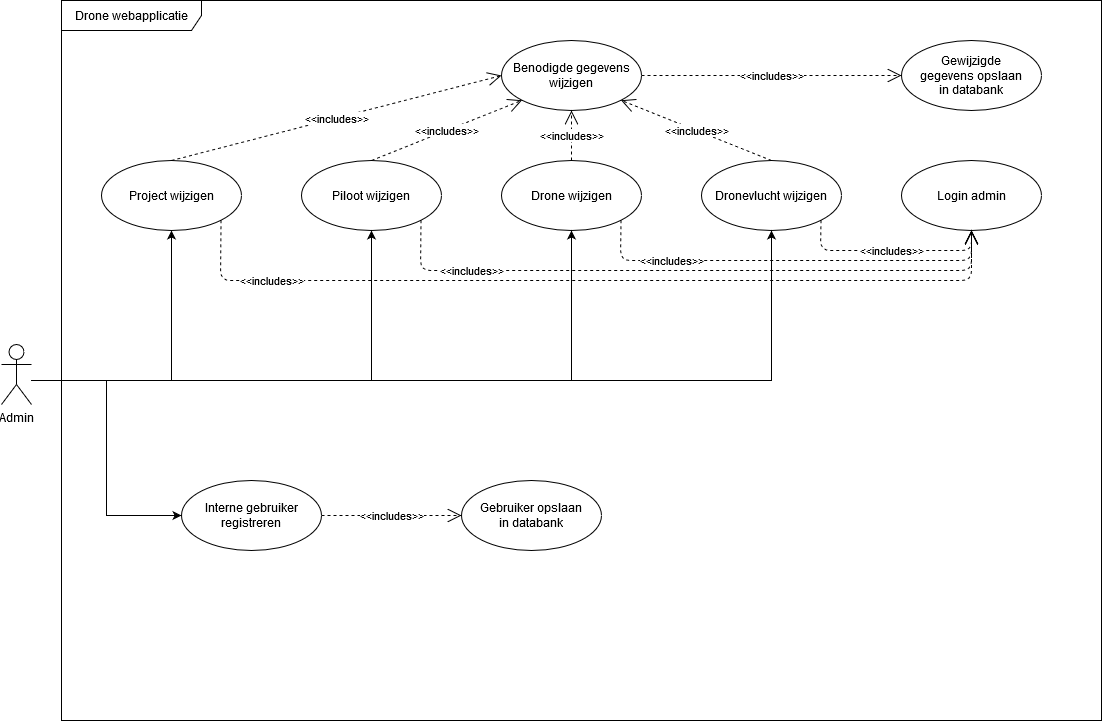 Drone webapplicatie
Benodigde gegevens
wijzigen
<<includes>>
Gewijzigde
gegevens opslaan
in databank
<<includes>>
<<includes>>
<<includes>>
<<includes>>
Project wijzigen
Piloot wijzigen
Drone wijzigen
Dronevlucht wijzigen
Login admin
<<includes>>
<<includes>>
<<includes>>
<<includes>>
Admin
Interne gebruiker
registreren
<<includes>>
Gebruiker opslaan
in databank